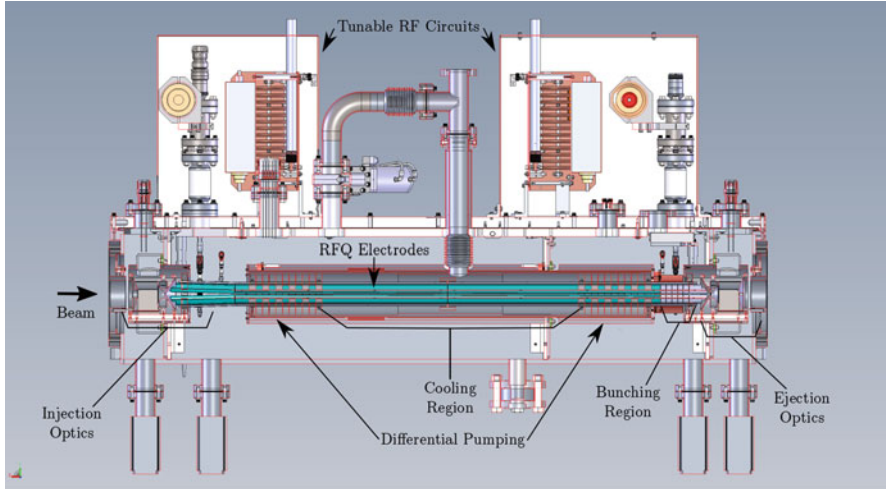 Tunable RF Circuits
RFQ Electrodes
Beam
Cooling
Region
Bunching
Region
Injection
Optics
Ejection
Optics
Differential Pumping